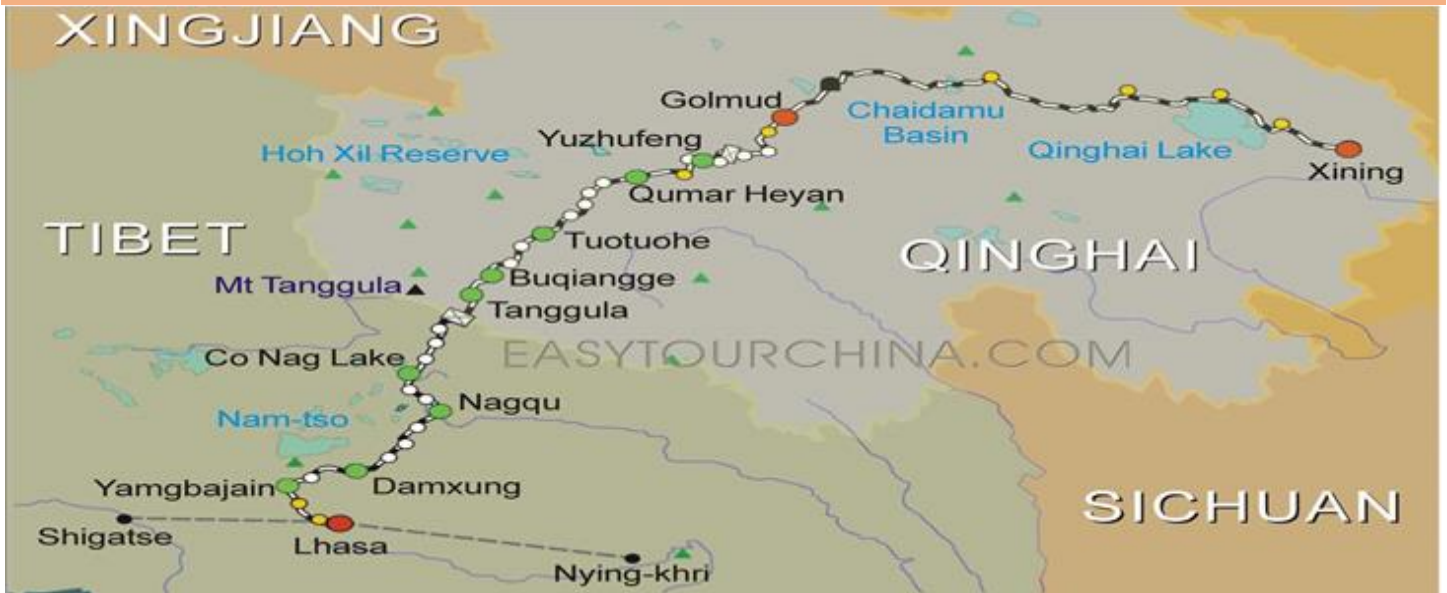 XINGJIANG
Golmud
Chaidamu
Basin
Yuzhufeng
Hoh Xil Reserve
Qinghai Lake
Xining
Qumar Heyan
TIBET
Tuotuohe
QINGHAI
Buqiangge
Mt Tanggula
Tanggula
EASYTOURCHINA.COM
Co Nag Lake
Nagqu
Nam-tso
Yamgbajain
Damxung
SICHUAN
Shigatse
Lhasa
Nying-khri